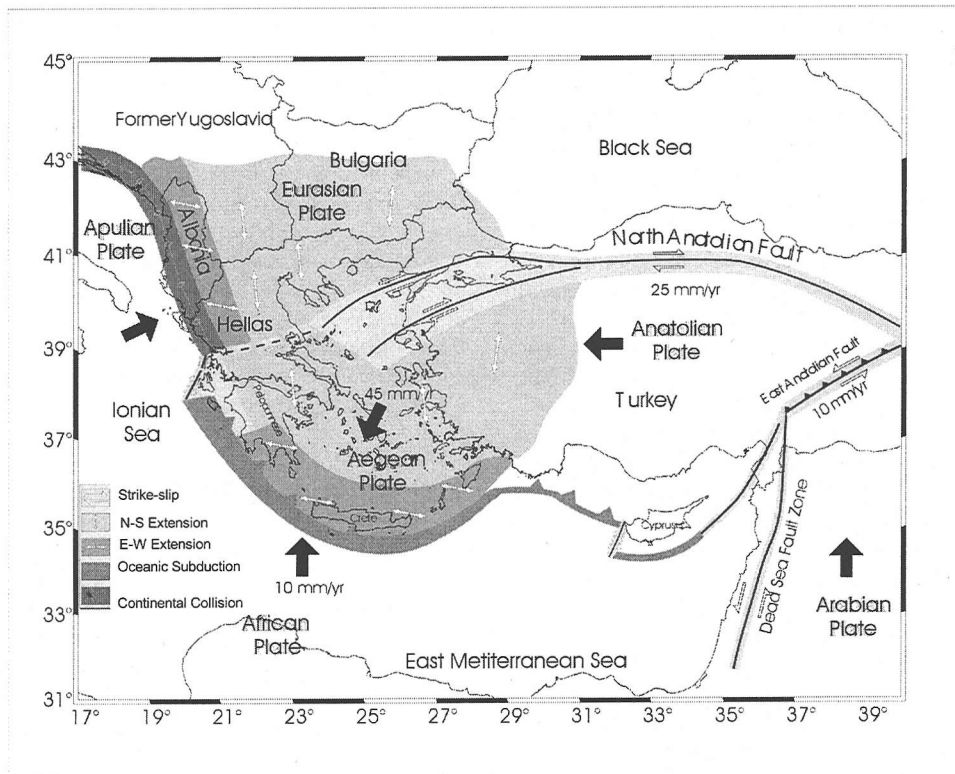 45°
43°
41°
39°
37°
35°
33°
31°
17°
19°
21°
23°
25°
27°
29°
31°
33°
35°
37°
39°
FormerYugoslavia
Bulgaria
Black Sea
Eurasian
Plate
Apulian
Plate
Albania
North Anatolian Fault
25 mm/yr
Hellas
Anatolian
Plate
East Anatolian Fault
10 mm/yr
Turkey
Ionian
Sea
45 mm/yr
Aegean
Plate
Crete
Cyprus
Dead Sea Fault Zone
10 mm/yr
African
Plate
Arabian
Plate
East Metiterranean Sea
Strike-slip
N-S Extension
E-W Extension
Oceanic Subduction
Continental Collision